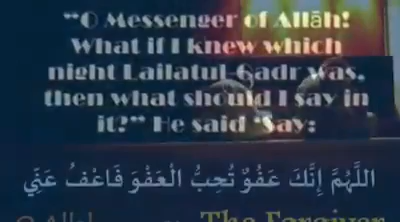 "O Messenger of Allāh!
What if I knew which
night Lailatul-Qadr was,
then what should I say in
it?" He said 'Say:
اللَّهُمَّ إِنَّكَ عَفُوٌّ تُحِبُّ الْعَفْوَ فَاعْفُ عَنِّي
O Allah The Forgiver